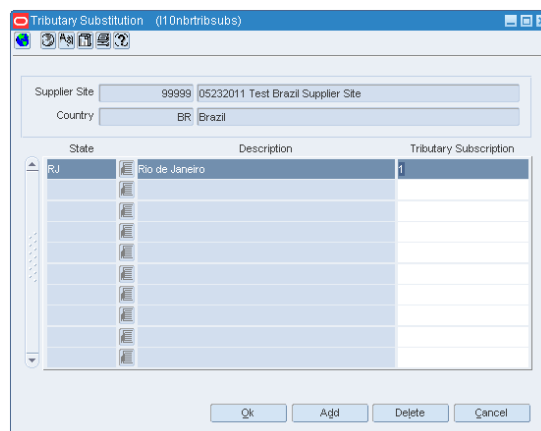 Tributary Substitution (l10nbrtribsubs)
Supplier Site 99999 05232011 Test Brazil Supplier Site
Country BR Brazil
State Description Tributary Subscription
RJ Rio de Janeiro 1
Ok Add Delete Cancel